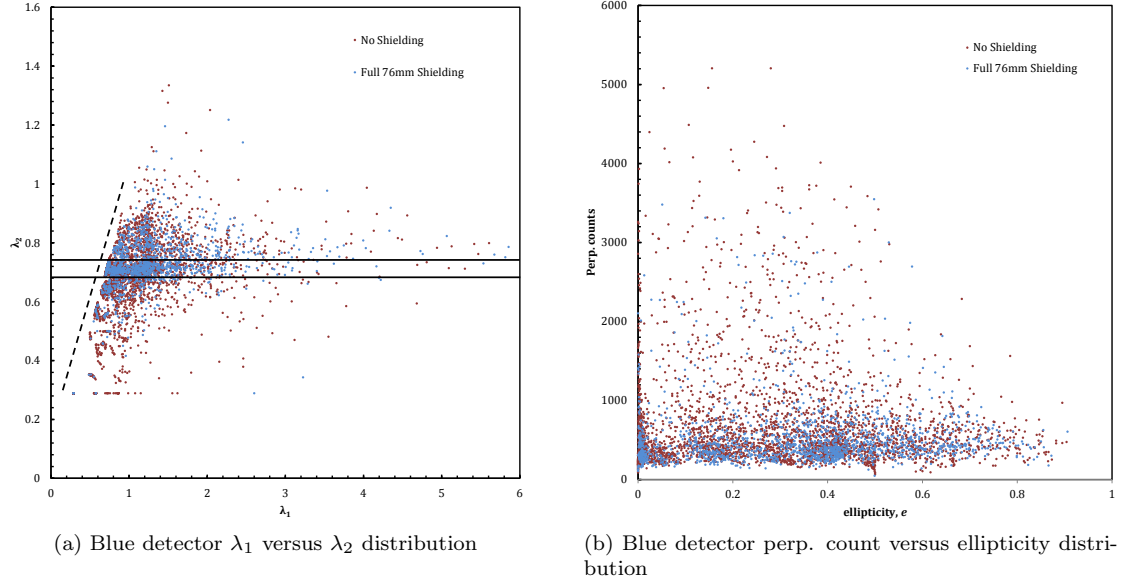 1.6
1.4
1.2
1
0.8
0.6
0.4
0.2
0
λ₂
No Shielding
Full 76mm Shielding
0 1 2 3 4 5 6
λ₁
(a) Blue detector λ₁ versus λ₂ distribution
6000
5000
4000
3000
2000
1000
0
Perp. counts
No Shielding
Full 76mm Shielding
0 0.2 0.4 0.6 0.8 1
ellipticity, e
(b) Blue detector perp. count versus ellipticity distri-
bution